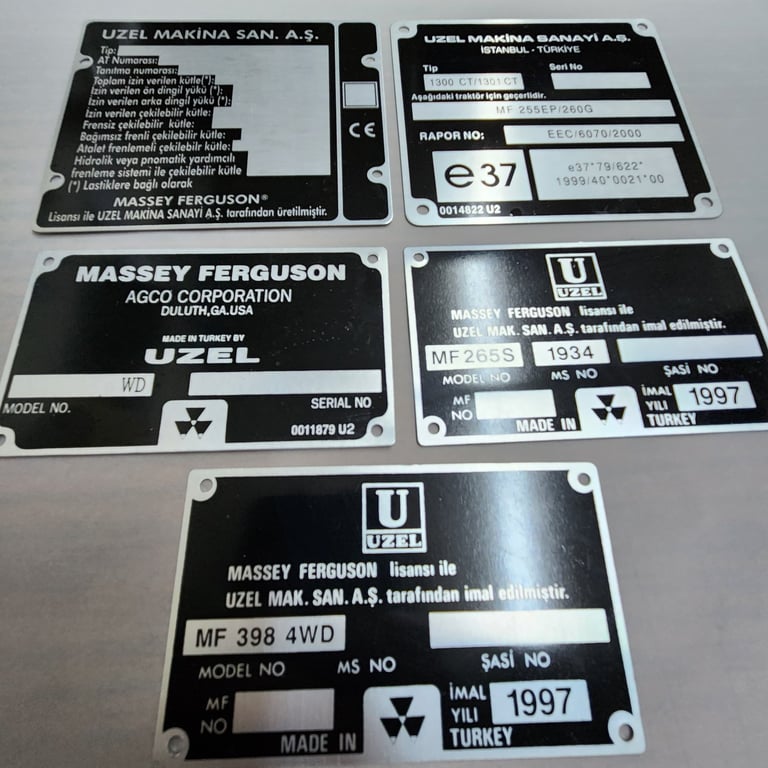 UZEL MAKİNA SAN. A.Ş.
Tip:
AT Numarası:
Tanıtma numarası:
Toplam izin verilen kütle(*):
İzin verilen ön dingil yükü (*):
İzin verilen arka dingil yükü (*):
İzin verilen çekilebilir kütle:
Frensiz çekilebilir kütle:
Bağımsız frenli çekilebilir kütle:
Atalet frenlemeli çekilebilir kütle:
Hidrolik veya pnomatik yardımcılı
frenleme sistemi ile çekilebilir kütle
(*) Lastiklere bağlı olarak
MASSEY FERGUSON®
Lisansı ile UZEL MAKİNA SANAYİ A.Ş. tarafından üretilmiştir.
CE
UZEL MAKİNA SANAYİ A.Ş.
İSTANBUL - TÜRKİYE
Tip
Seri No
1300 CT/1301 CT
Aşağıdaki traktör için geçerlidir.
MF 255EP/260G
RAPOR NO: EEC/6070/2000
e37
e37*79/622*
1999/40*0021*00
0014822 U2
MASSEY FERGUSON
AGCO CORPORATION
DULUTH,GA.USA
MADE IN TURKEY BY
UZEL
WD
MODEL NO.
SERIAL NO
0011879 U2
U
UZEL
MASSEY FERGUSON lisansı ile
UZEL MAK. SAN. A.Ş. tarafından imal edilmiştir.
MF 265S 1934
MODEL NO MS NO ŞASİ NO
MF
NO
İMAL
YILI
1997
MADE IN TURKEY
U
UZEL
MASSEY FERGUSON lisansı ile
UZEL MAK. SAN. A.Ş. tarafından imal edilmiştir.
MF 398 4WD
MODEL NO MS NO ŞASİ NO
MF
NO
İMAL
YILI
1997
MADE IN TURKEY